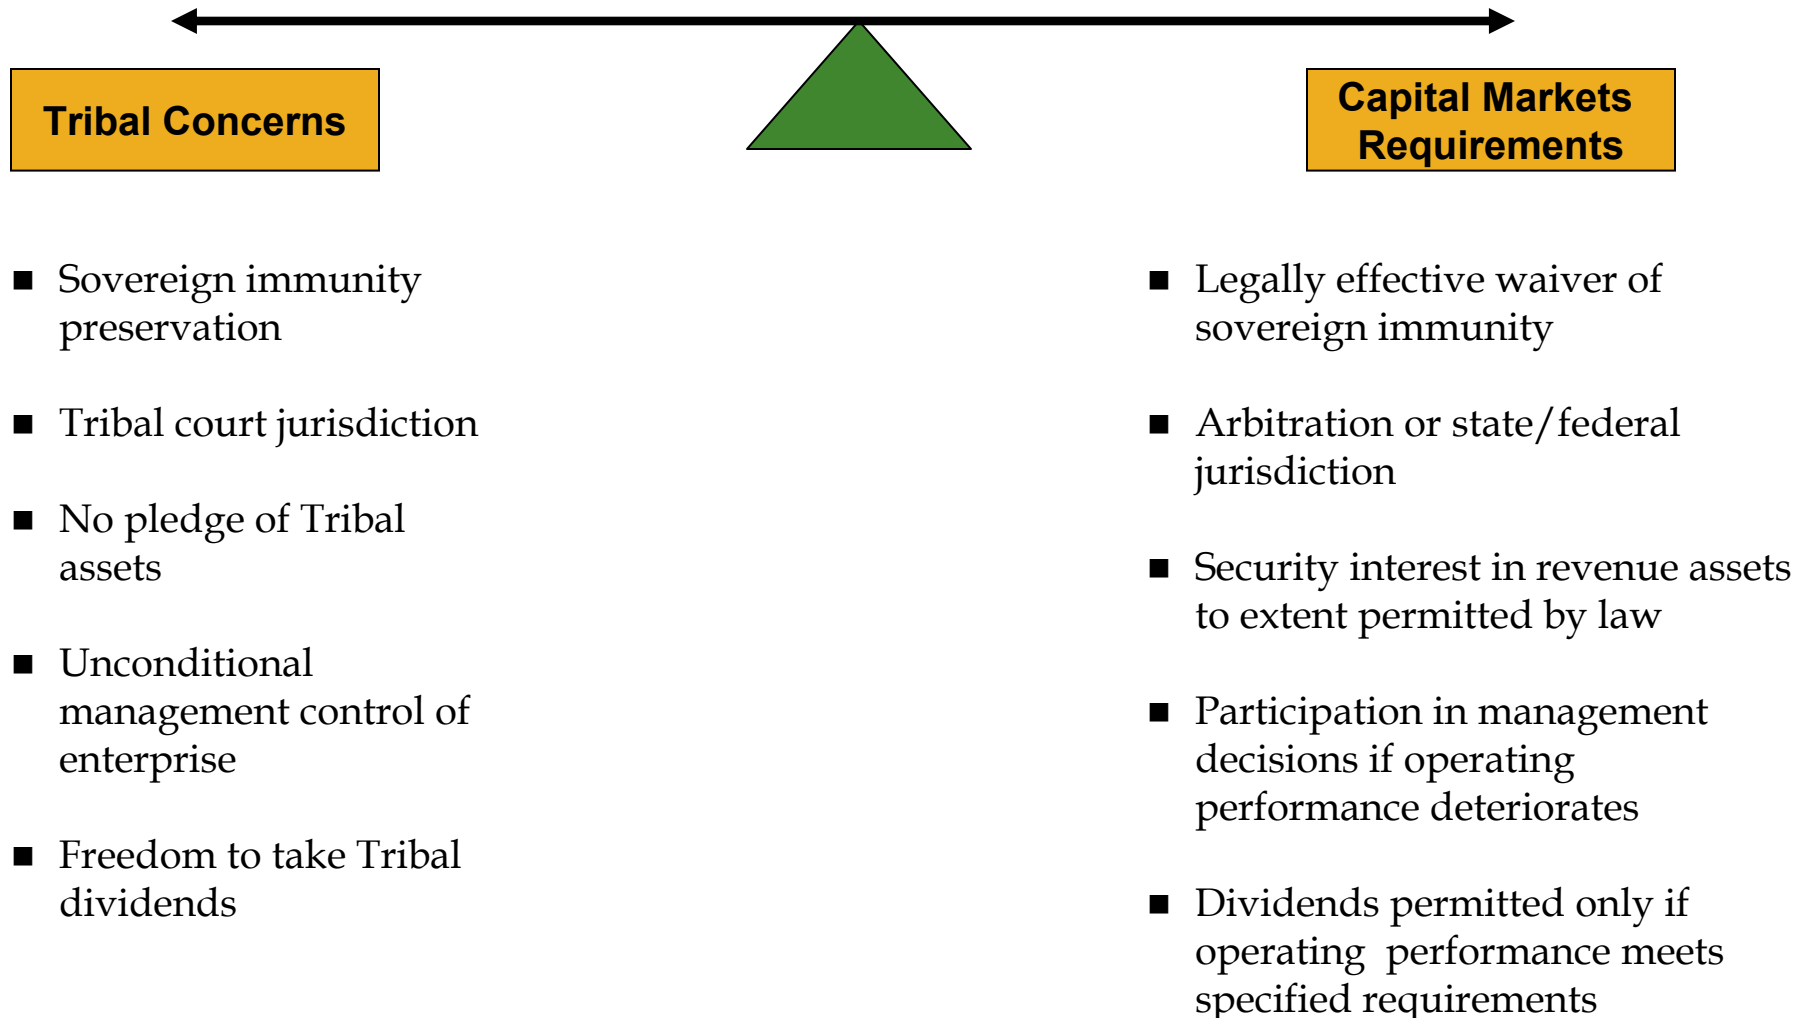 Tribal Concerns
Capital Markets
Requirements
■ Sovereign immunity
preservation
■ Tribal court jurisdiction
■ No pledge of Tribal
assets
■ Unconditional
management control of
enterprise
■ Freedom to take Tribal
dividends
■ Legally effective waiver of
sovereign immunity
■ Arbitration or state/federal
jurisdiction
■ Security interest in revenue assets
to extent permitted by law
■ Participation in management
decisions if operating
performance deteriorates
■ Dividends permitted only if
operating  performance meets
specified requirements